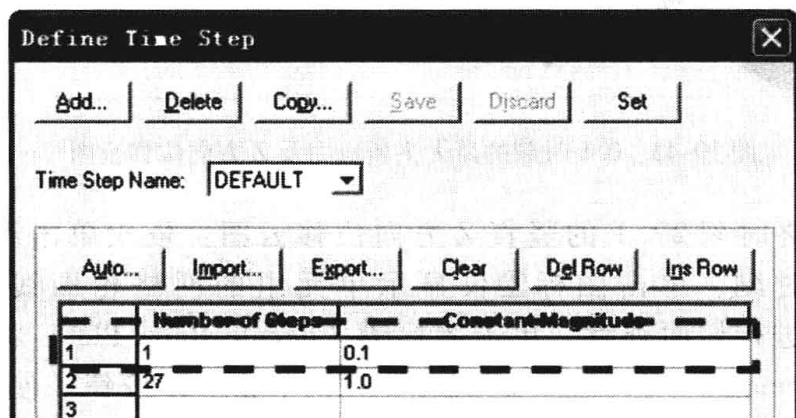 Define Time Step
Add... Delete Copy... Save Discard Set
Time Step Name: DEFAULT
Auto... Import... Export... Clear Del Row Ins Row
Number of Steps Constant Magnitude
1 1 0.1
2 27 1.0
3